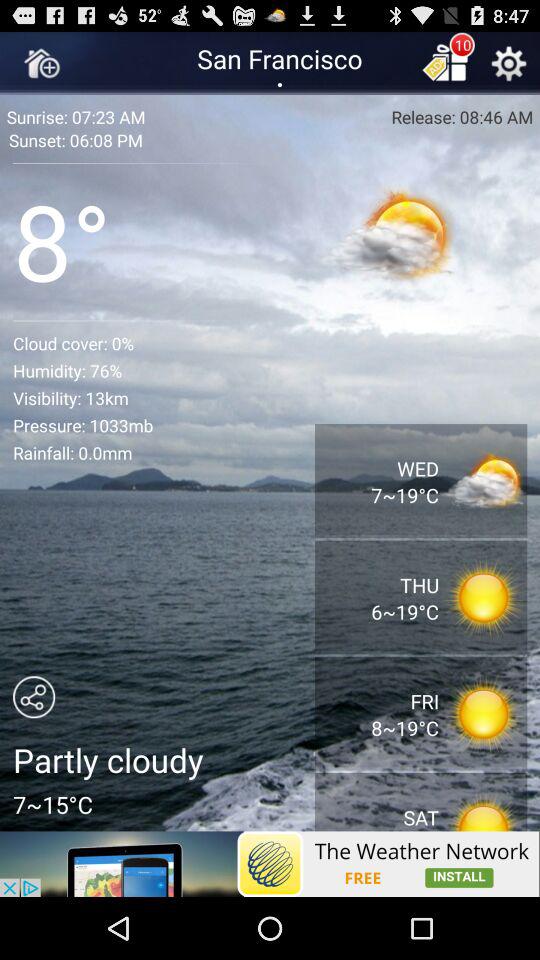 52° 8:47
San Francisco 10
Sunrise: 07:23 AM Release: 08:46 AM
Sunset: 06:08 PM
8°
Cloud cover: 0%
Humidity: 76%
Visibility: 13km
Pressure: 1033mb
Rainfall: 0.0mm
WED
7~19°C
THU
6~19°C
FRI
8~19°C
SAT
Partly cloudy
7~15°C
The Weather Network
FREE INSTALL